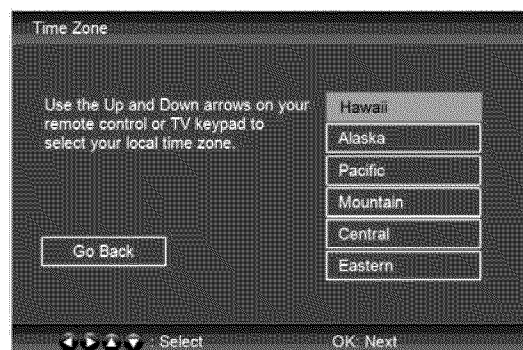 Time Zone
Use the Up and Down arrows on your
remote control or TV keypad to
select your local time zone.
Hawaii
Alaska
Pacific
Mountain
Central
Eastern
Go Back
: Select
OK: Next